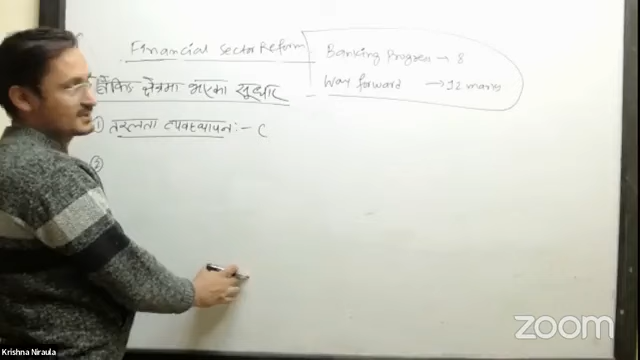 Financial Sector Reform
Banking Progress → 8
Way forward → 12 marks
बैंकिङ क्षेत्रमा भएका सुधार
① तरलता व्यवस्थापन:- C
②
zoom
Krishna Niraula